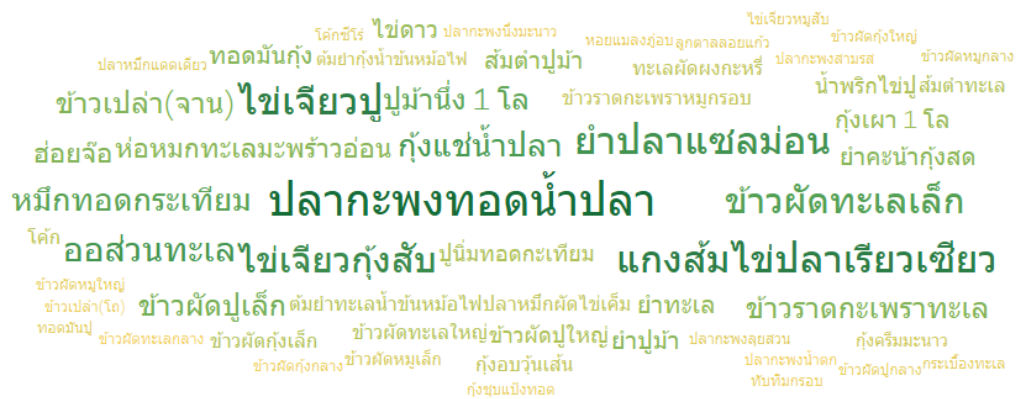 ไข่เจียวหมูสับ
โค้กซีโร่ ไข่ดาว ปลากะพงนึ่งมะนาว หอยแมลงภู่อบ ลูกตาลลอยแก้ว ข้าวผัดกุ้งใหญ่
ปลาหมึกแดดเดียว ทอดมันกุ้ง ต้มยำกุ้งน้ำข้นหม้อไฟ ส้มตำปูม้า ทะเลผัดผงกะหรี่ ปลากะพงสามรส ข้าวผัดหมูกลาง
ข้าวเปล่า(จาน) ไข่เจียวปู ปูม้านึ่ง 1 โล ข้าวราดกะเพราหมูกรอบ น้ำพริกไข่ปู ส้มตำทะเล
กุ้งเผา 1 โล
ฮ่อยจ๊อ ห่อหมกทะเลมะพร้าวอ่อน กุ้งแช่น้ำปลา ยำปลาแซลม่อน ยำคะน้ากุ้งสด
หมึกทอดกระเทียม ปลากะพงทอดน้ำปลา ข้าวผัดทะเลเล็ก
โค้ก ออส่วนทะเล ไข่เจียวกุ้งสับ ปูนิ่มทอดกะเทียม แกงส้มไข่ปลาเรียวเซียว
ข้าวผัดหมูใหญ่
ข้าวเปล่า(โถ) ข้าวผัดปูเล็ก ต้มยำทะเลน้ำข้นหม้อไฟ ปลาหมึกผัดไข่เค็ม ยำทะเล ข้าวราดกะเพราทะเล
ทอดมันปู ข้าวผัดทะเลกลาง ข้าวผัดกุ้งเล็ก ข้าวผัดทะเลใหญ่ ข้าวผัดปูใหญ่ ยำปูม้า ปลากะพงลุยสวน กุ้งครีมมะนาว
ข้าวผัดกุ้งกลาง ข้าวผัดหมูเล็ก กุ้งอบวุ้นเส้น ปลากะพงน้ำตก ข้าวผัดปูกลาง กระเบื้องทะเล
ทับทิมกรอบ
กุ้งชุบแป้งทอด